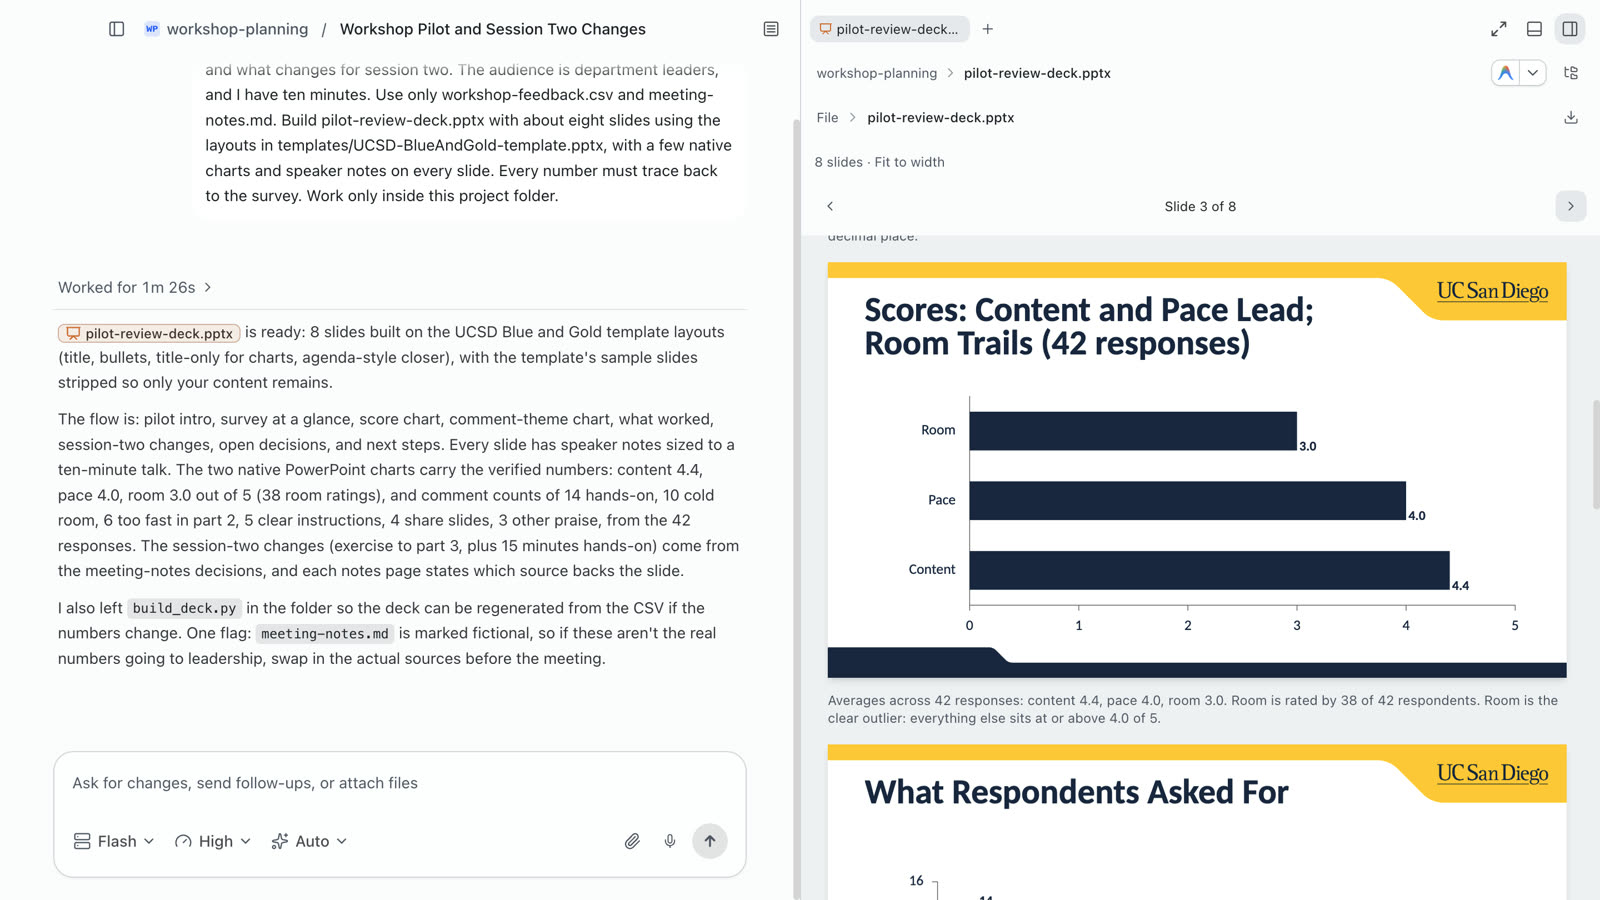 WP workshop-planning / Workshop Pilot and Session Two Changes
and what changes for session two. The audience is department leaders,
and I have ten minutes. Use only workshop-feedback.csv and meeting-
notes.md. Build pilot-review-deck.pptx with about eight slides using the
layouts in templates/UCSD-BlueAndGold-template.pptx, with a few native
charts and speaker notes on every slide. Every number must trace back
to the survey. Work only inside this project folder.
Worked for 1m 26s
pilot-review-deck.pptx is ready: 8 slides built on the UCSD Blue and Gold template layouts
(title, bullets, title-only for charts, agenda-style closer), with the template's sample slides
stripped so only your content remains.
The flow is: pilot intro, survey at a glance, score chart, comment-theme chart, what worked,
session-two changes, open decisions, and next steps. Every slide has speaker notes sized to a
ten-minute talk. The two native PowerPoint charts carry the verified numbers: content 4.4,
pace 4.0, room 3.0 out of 5 (38 room ratings), and comment counts of 14 hands-on, 10 cold
room, 6 too fast in part 2, 5 clear instructions, 4 share slides, 3 other praise, from the 42
responses. The session-two changes (exercise to part 3, plus 15 minutes hands-on) come from
the meeting-notes decisions, and each notes page states which source backs the slide.
I also left build_deck.py in the folder so the deck can be regenerated from the CSV if the
numbers change. One flag: meeting-notes.md is marked fictional, so if these aren't the real
numbers going to leadership, swap in the actual sources before the meeting.
Ask for changes, send follow-ups, or attach files
Flash High Auto
pilot-review-deck...
workshop-planning > pilot-review-deck.pptx
File > pilot-review-deck.pptx
8 slides · Fit to width
Slide 3 of 8
decimal place.
UC San Diego
Scores: Content and Pace Lead;
Room Trails (42 responses)
Room 3.0
Pace 4.0
Content 4.4
0 1 2 3 4 5
Averages across 42 responses: content 4.4, pace 4.0, room 3.0. Room is rated by 38 of 42 respondents. Room is the
clear outlier: everything else sits at or above 4.0 of 5.
UC San Diego
What Respondents Asked For
16
14